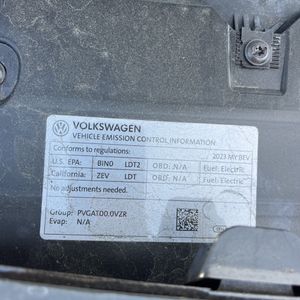 VOLKSWAGEN
VEHICLE EMISSION CONTROL INFORMATION
Conforms to regulations: 2023 MY BEV
U.S. EPA: BIN0 LDT2 OBD: N/A Fuel: Electric
California: ZEV LDT OBD: N/A Fuel: Electric
No adjustments needed.
Group: PVGAT00.0VZR
Evap: N/A